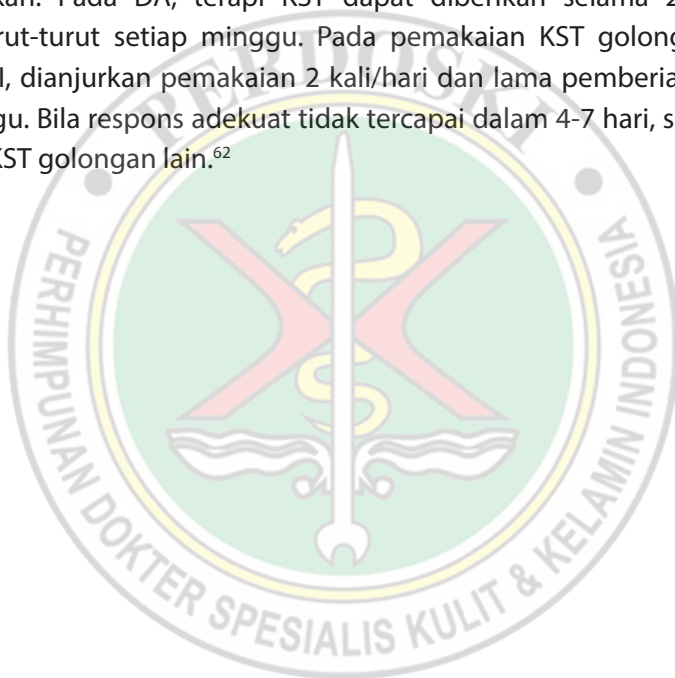 kan. Pada DA, terapi KST dapat diberikan selama 2
rut-turut setiap minggu. Pada pemakaian KST golong
I, dianjurkan pemakaian 2 kali/hari dan lama pemberia
gu. Bila respons adekuat tidak tercapai dalam 4-7 hari, s
KST golongan lain.⁶²
PERDOSKI
PERHIMPUNAN DOKTER SPESIALIS KULIT & KELAMIN INDONESIA